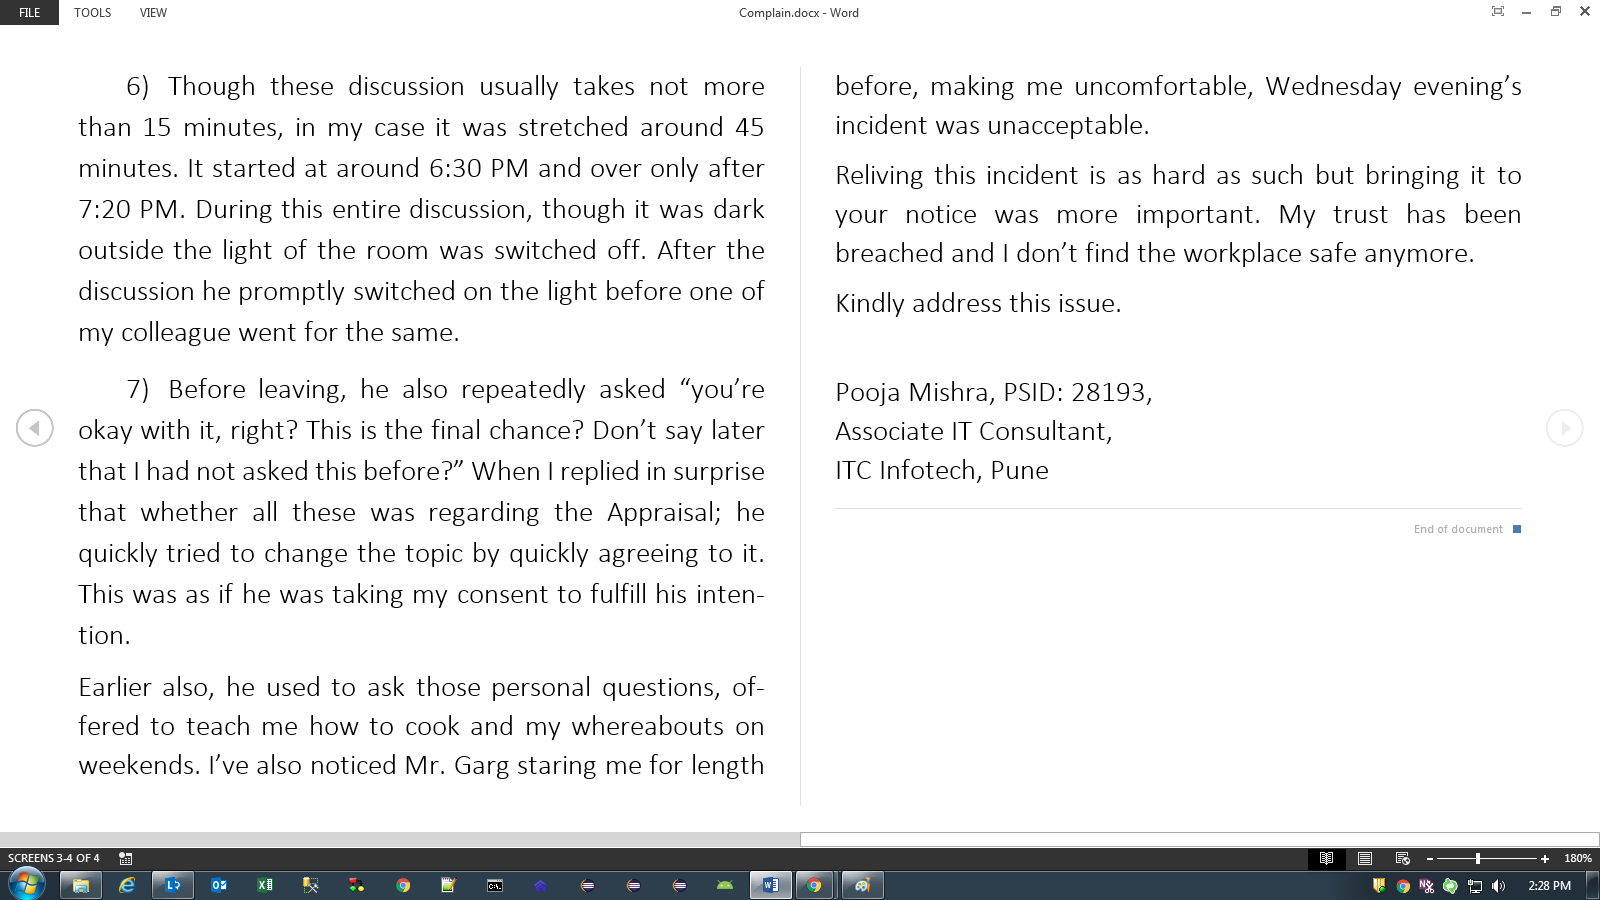 FILE TOOLS VIEW Complain.docx - Word
6) Though these discussion usually takes not more
than 15 minutes, in my case it was stretched around 45
minutes. It started at around 6:30 PM and over only after
7:20 PM. During this entire discussion, though it was dark
outside the light of the room was switched off. After the
discussion he promptly switched on the light before one of
my colleague went for the same.
7) Before leaving, he also repeatedly asked “you’re
okay with it, right? This is the final chance? Don’t say later
that I had not asked this before?” When I replied in surprise
that whether all these was regarding the Appraisal; he
quickly tried to change the topic by quickly agreeing to it.
This was as if he was taking my consent to fulfill his inten-
tion.
Earlier also, he used to ask those personal questions, of-
fered to teach me how to cook and my whereabouts on
weekends. I’ve also noticed Mr. Garg staring me for length
before, making me uncomfortable, Wednesday evening’s
incident was unacceptable.
Reliving this incident is as hard as such but bringing it to
your notice was more important. My trust has been
breached and I don’t find the workplace safe anymore.
Kindly address this issue.
Pooja Mishra, PSID: 28193,
Associate IT Consultant,
ITC Infotech, Pune
End of document
SCREENS 3-4 OF 4
180%
2:28 PM